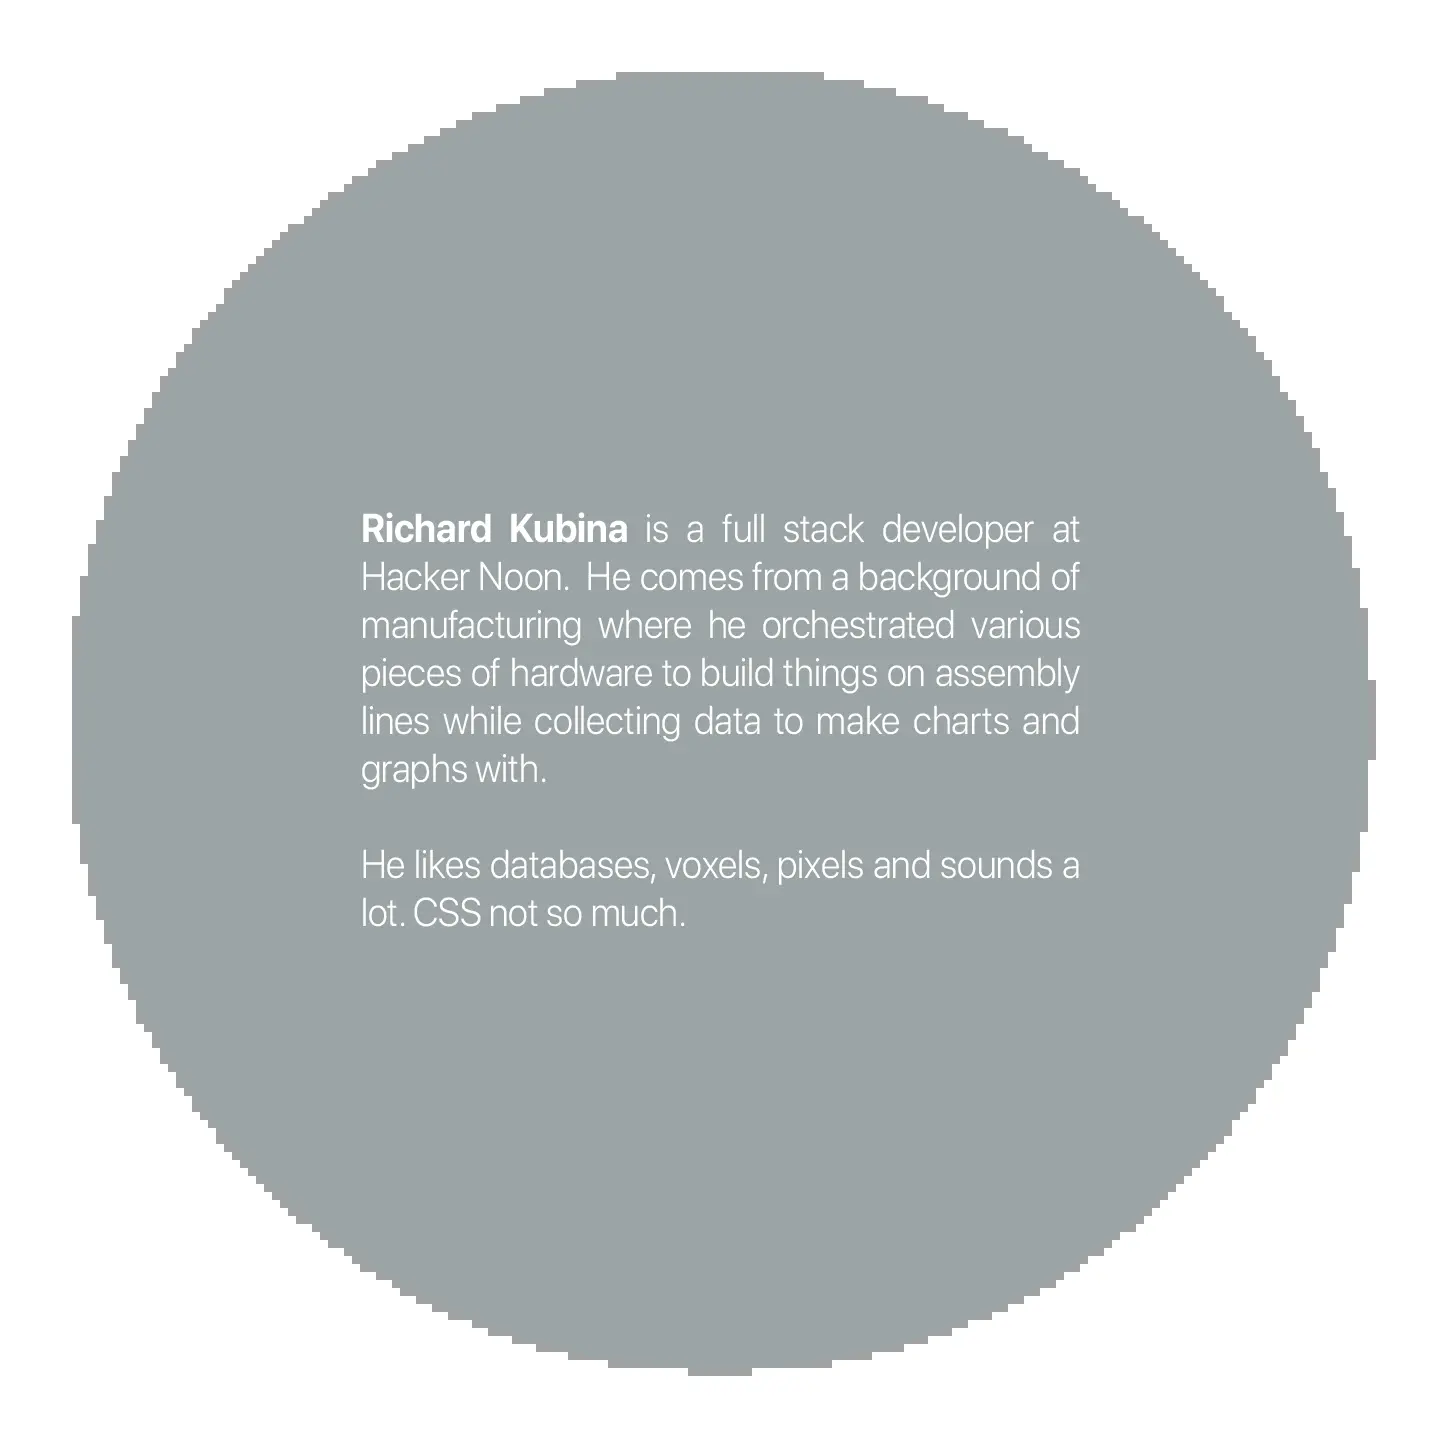 Richard Kubina is a full stack developer at
Hacker Noon.  He comes from a background of
manufacturing where he orchestrated various
pieces of hardware to build things on assembly
lines while collecting data to make charts and
graphs with.
He likes databases, voxels, pixels and sounds a
lot. CSS not so much.